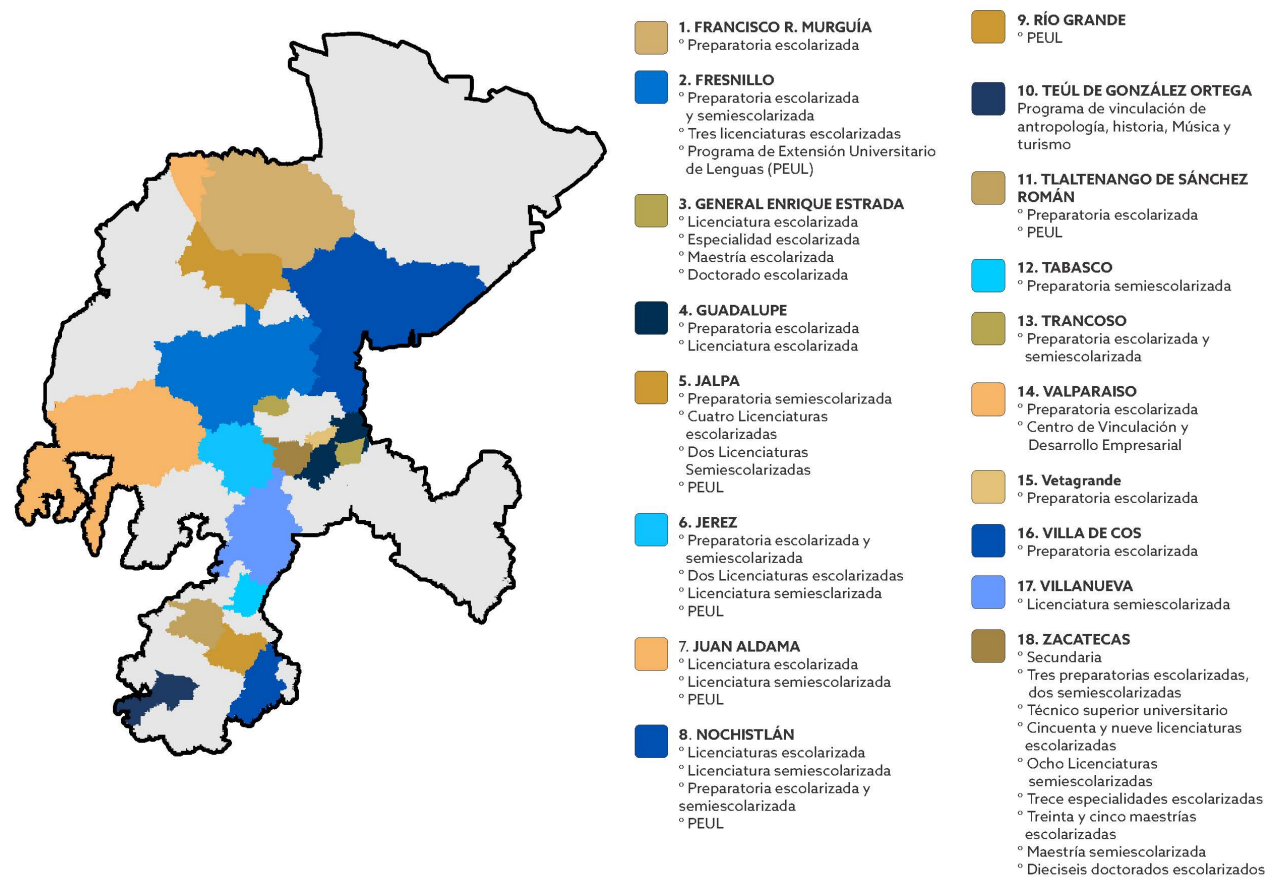 1. FRANCISCO R. MURGUÍA
° Preparatoria escolarizada
2. FRESNILLO
° Preparatoria escolarizada
y semiescolarizada
° Tres licenciaturas escolarizadas
° Programa de Extensión Universitario
de Lenguas (PEUL)
3. GENERAL ENRIQUE ESTRADA
° Licenciatura escolarizada
° Especialidad escolarizada
° Maestría escolarizada
° Doctorado escolarizada
4. GUADALUPE
° Preparatoria escolarizada
° Licenciatura escolarizada
5. JALPA
° Preparatoria semiescolarizada
° Cuatro Licenciaturas
escolarizadas
° Dos Licenciaturas
Semiescolarizadas
° PEUL
6. JEREZ
° Preparatoria escolarizada y
semiescolarizada
° Dos Licenciaturas escolarizadas
° Licenciatura semiesclarizada
° PEUL
7. JUAN ALDAMA
° Licenciatura escolarizada
° Licenciatura semiescolarizada
° PEUL
8. NOCHISTLÁN
° Licenciaturas escolarizada
° Licenciatura semiescolarizada
° Preparatoria escolarizada y
semiescolarizada
° PEUL
9. RÍO GRANDE
° PEUL
10. TEÚL DE GONZÁLEZ ORTEGA
Programa de vinculación de
antropología, historia, Música y
turismo
11. TLALTENANGO DE SÁNCHEZ
ROMÁN
° Preparatoria escolarizada
° PEUL
12. TABASCO
° Preparatoria semiescolarizada
13. TRANCOSO
° Preparatoria escolarizada y
semiescolarizada
14. VALPARAISO
° Preparatoria escolarizada
° Centro de Vinculación y
Desarrollo Empresarial
15. Vetagrande
° Preparatoria escolarizada
16. VILLA DE COS
° Preparatoria escolarizada
17. VILLANUEVA
° Licenciatura semiescolarizada
18. ZACATECAS
° Secundaria
° Tres preparatorias escolarizadas,
dos semiescolarizadas
° Técnico superior universitario
° Cincuenta y nueve licenciaturas
escolarizadas
° Ocho Licenciaturas
semiescolarizadas
° Trece especialidades escolarizadas
° Treinta y cinco maestrías
escolarizadas
° Maestría semiescolarizada
° Dieciseis doctorados escolarizados